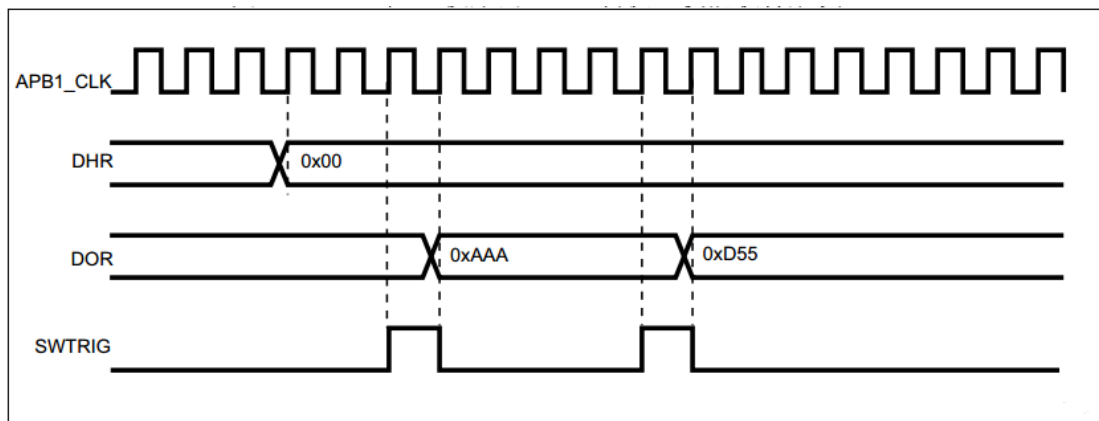 APB1_CLK
DHR
0x00
DOR
0xAAA
0xD55
SWTRIG